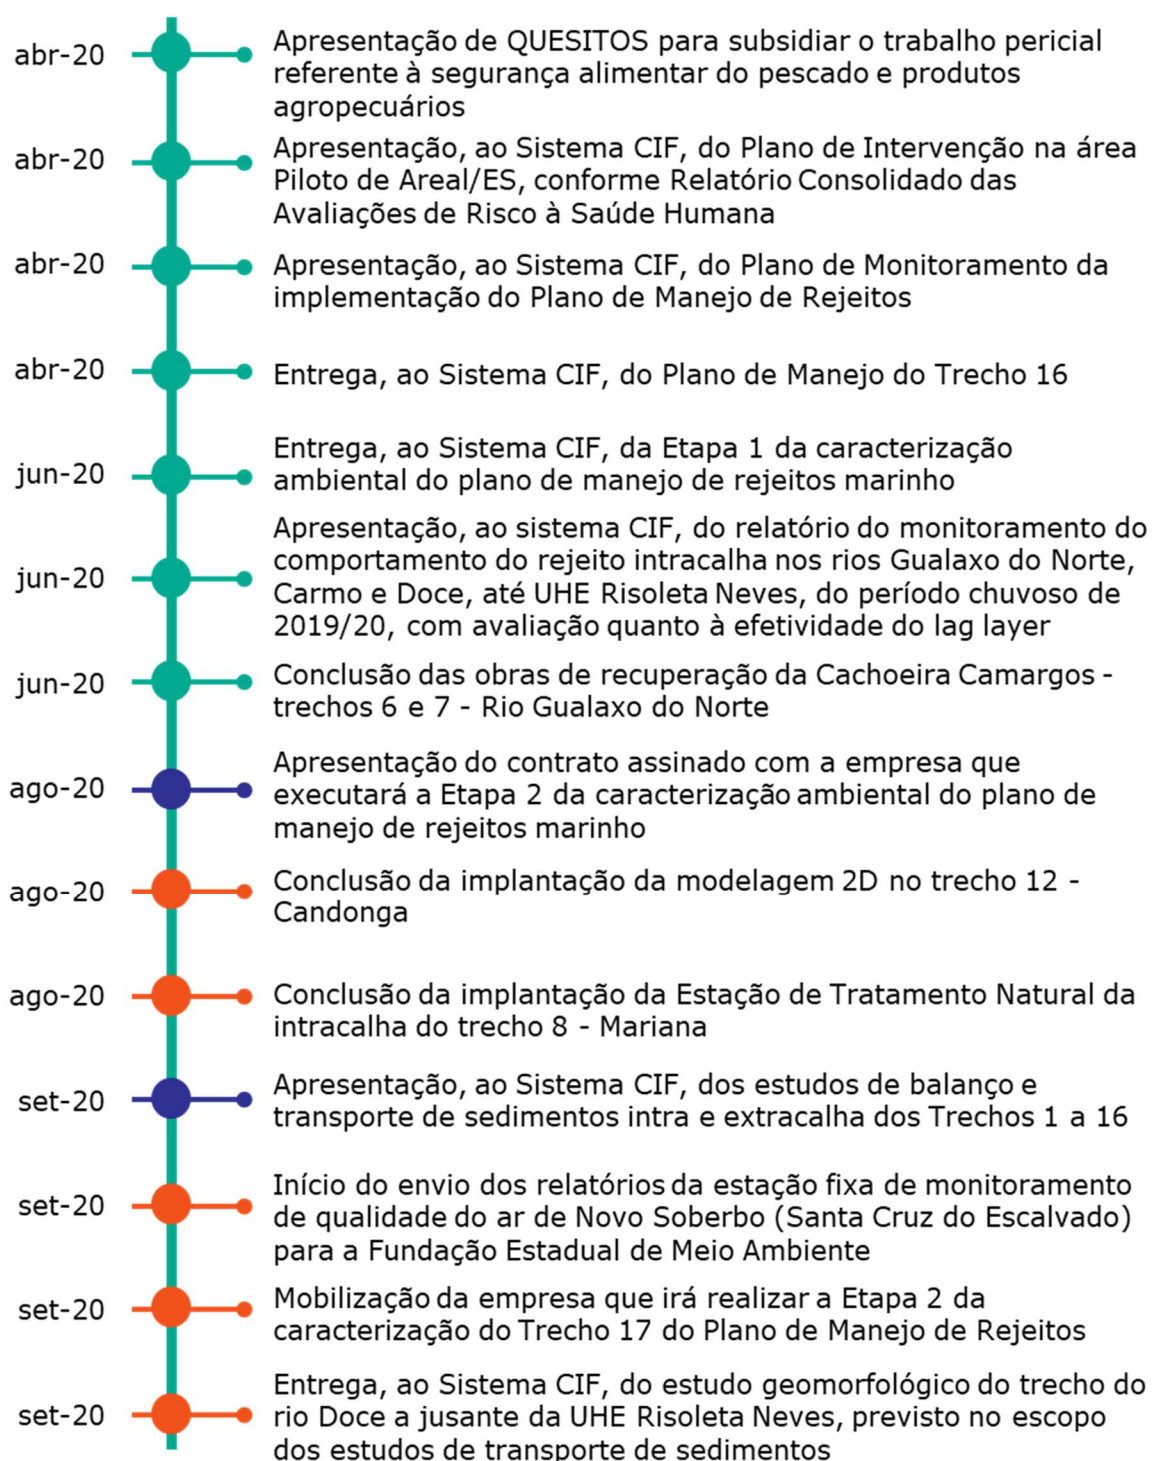 abr-20
Apresentação de QUESITOS para subsidiar o trabalho pericial
referente à segurança alimentar do pescado e produtos
agropecuários
abr-20
Apresentação, ao Sistema CIF, do Plano de Intervenção na área
Piloto de Areal/ES, conforme Relatório Consolidado das
Avaliações de Risco à Saúde Humana
abr-20
Apresentação, ao Sistema CIF, do Plano de Monitoramento da
implementação do Plano de Manejo de Rejeitos
abr-20
Entrega, ao Sistema CIF, do Plano de Manejo do Trecho 16
jun-20
Entrega, ao Sistema CIF, da Etapa 1 da caracterização
ambiental do plano de manejo de rejeitos marinho
jun-20
Apresentação, ao sistema CIF, do relatório do monitoramento do
comportamento do rejeito intracalha nos rios Gualaxo do Norte,
Carmo e Doce, até UHE Risoleta Neves, do período chuvoso de
2019/20, com avaliação quanto à efetividade do lag layer
jun-20
Conclusão das obras de recuperação da Cachoeira Camargos -
trechos 6 e 7 - Rio Gualaxo do Norte
ago-20
Apresentação do contrato assinado com a empresa que
executará a Etapa 2 da caracterização ambiental do plano de
manejo de rejeitos marinho
ago-20
Conclusão da implantação da modelagem 2D no trecho 12 -
Candonga
ago-20
Conclusão da implantação da Estação de Tratamento Natural da
intracalha do trecho 8 - Mariana
set-20
Apresentação, ao Sistema CIF, dos estudos de balanço e
transporte de sedimentos intra e extracalha dos Trechos 1 a 16
set-20
Início do envio dos relatórios da estação fixa de monitoramento
de qualidade do ar de Novo Soberbo (Santa Cruz do Escalvado)
para a Fundação Estadual de Meio Ambiente
set-20
Mobilização da empresa que irá realizar a Etapa 2 da
caracterização do Trecho 17 do Plano de Manejo de Rejeitos
set-20
Entrega, ao Sistema CIF, do estudo geomorfológico do trecho do
rio Doce a jusante da UHE Risoleta Neves, previsto no escopo
dos estudos de transporte de sedimentos